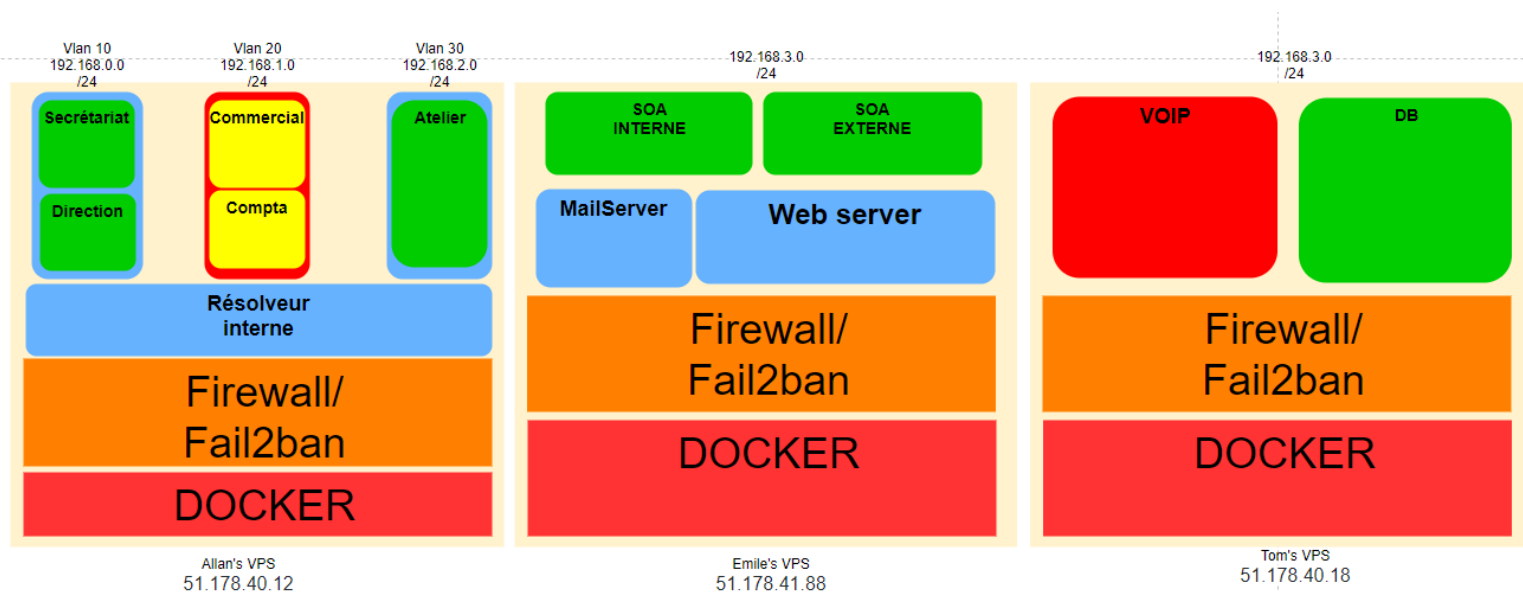 Vlan 10
192.168.0.0
/24
Vlan 20
192.168.1.0
/24
Vlan 30
192.168.2.0
/24
Secrétariat
Direction
Commercial
Compta
Atelier
Résolveur
interne
Firewall/
Fail2ban
DOCKER
Allan's VPS
51.178.40.12
192.168.3.0
/24
SOA
INTERNE
SOA
EXTERNE
MailServer
Web server
Firewall/
Fail2ban
DOCKER
Emile's VPS
51.178.41.88
192.168.3.0
/24
VOIP
DB
Firewall/
Fail2ban
DOCKER
Tom's VPS
51.178.40.18